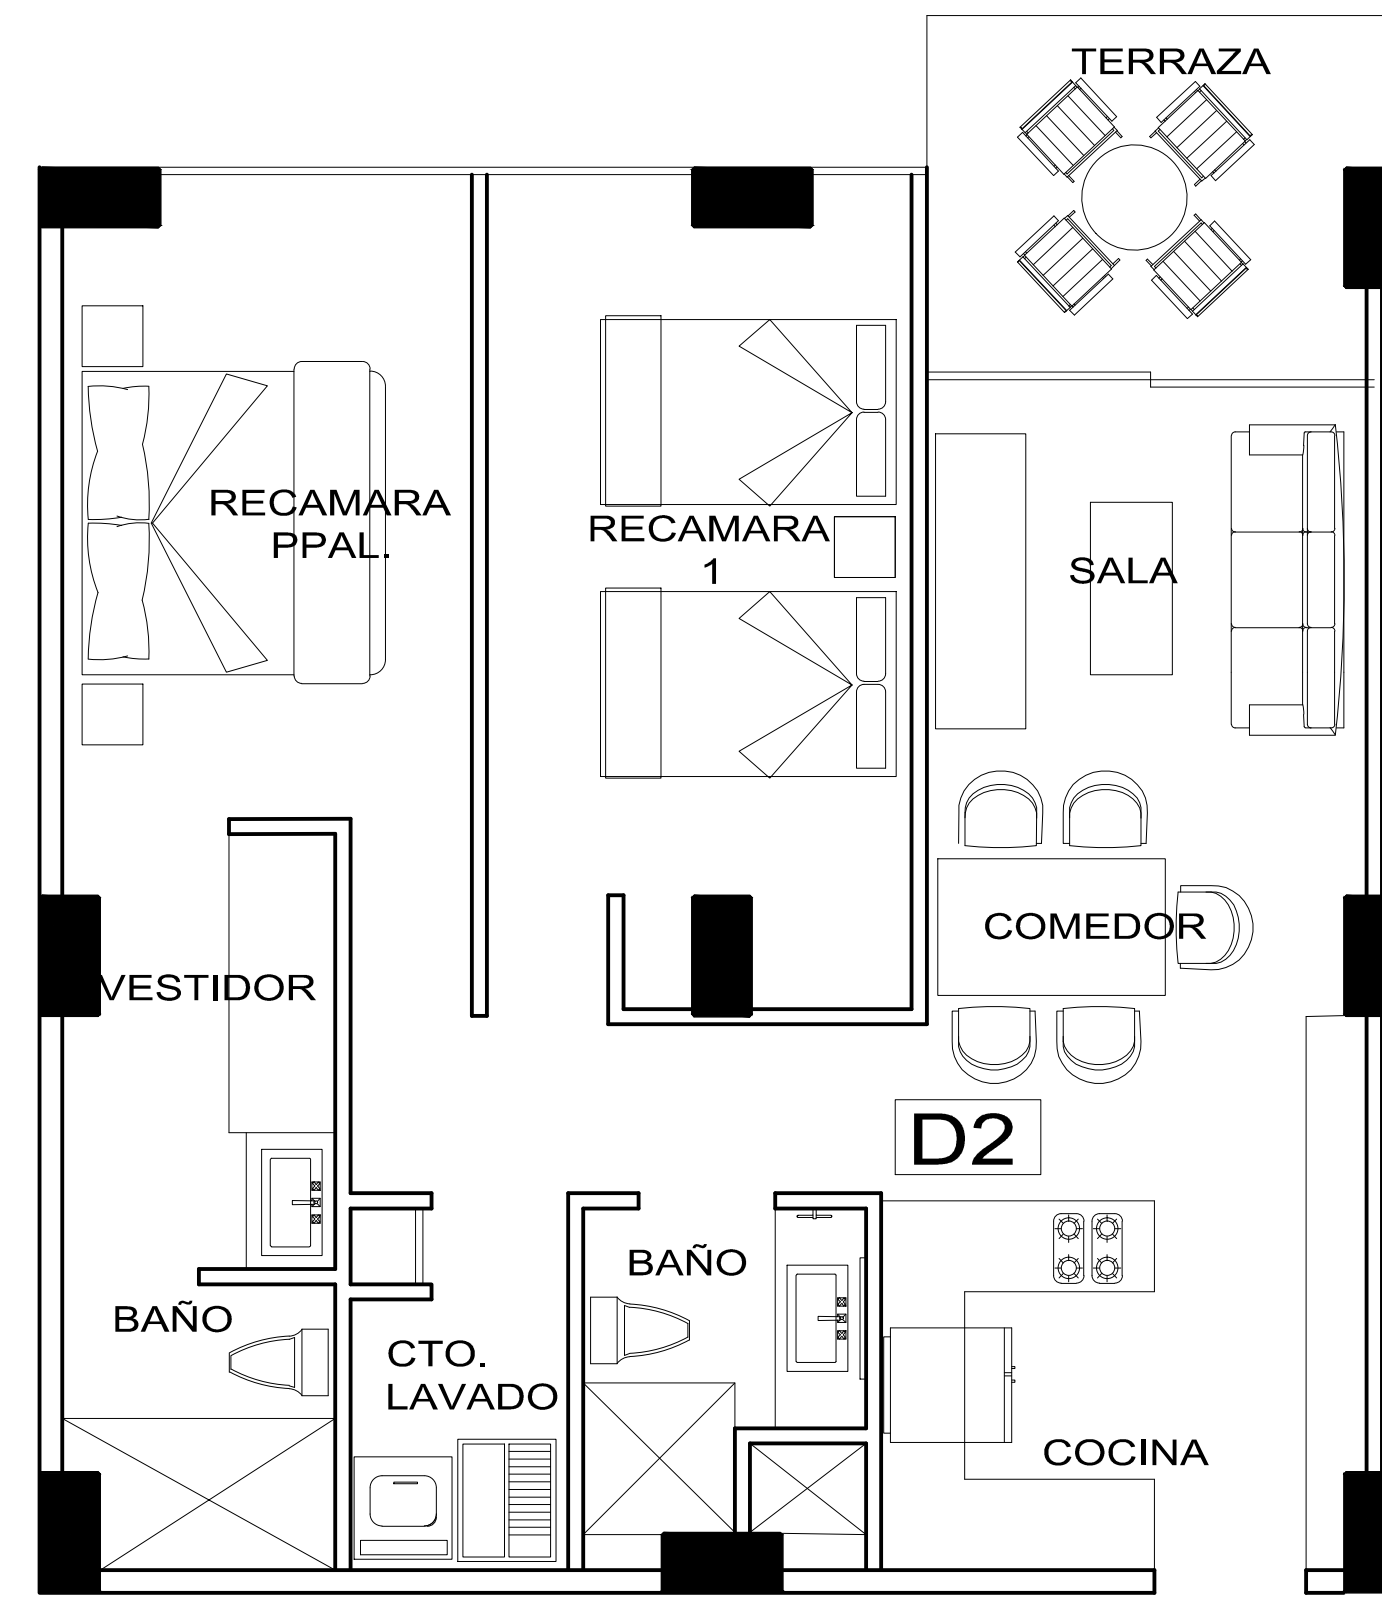 TERRAZA
RECAMARA
PPAL.
RECAMARA
1
SALA
COMEDOR
VESTIDOR
D2
BAÑO
BAÑO
CTO.
LAVADO
COCINA